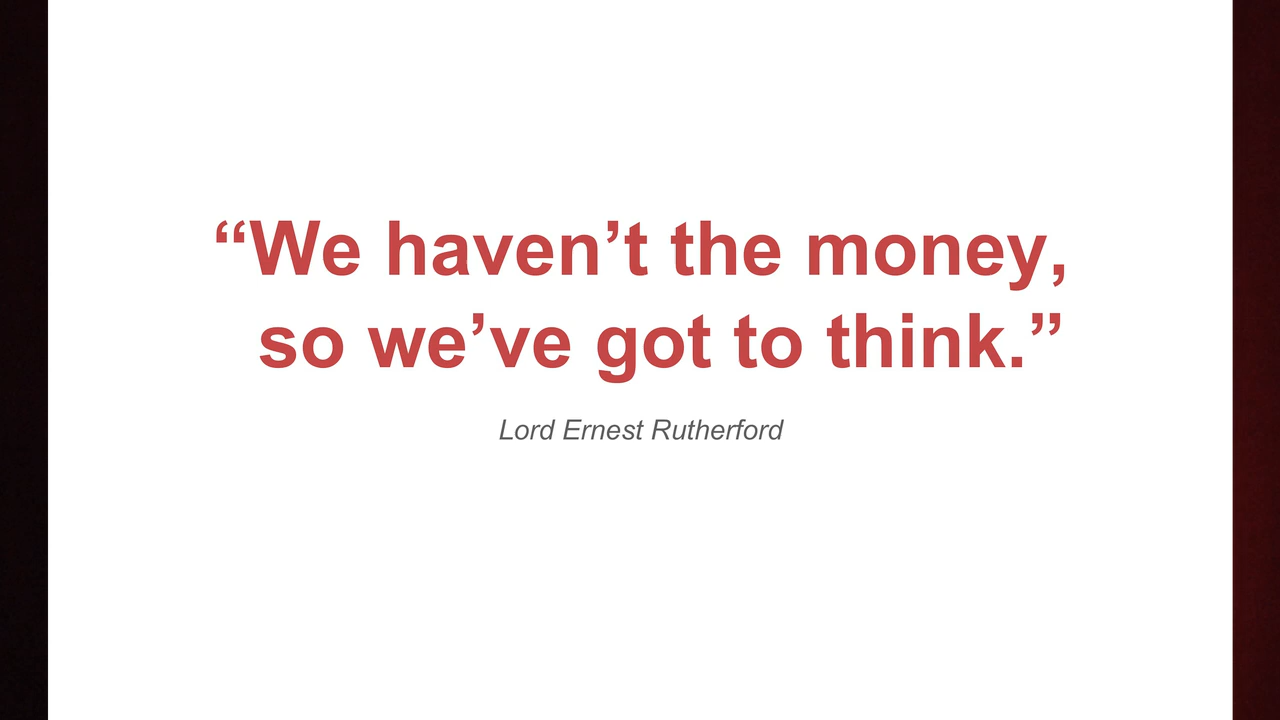 “We haven’t the money,
so we’ve got to think.”
Lord Ernest Rutherford